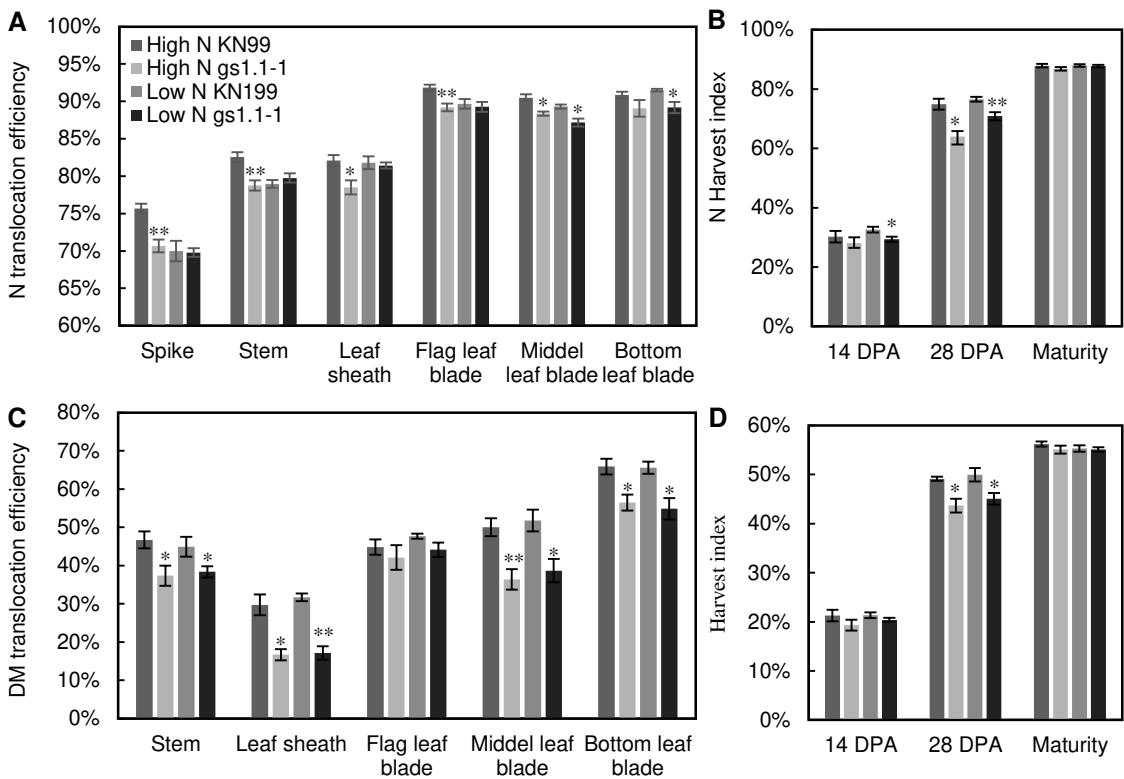 A
N translocation efficiency
100%
95%
90%
85%
80%
75%
70%
65%
60%
High N KN99
High N gs1.1-1
Low N KN199
Low N gs1.1-1
** ** * ** * * *
Spike Stem Leaf sheath Flag leaf blade Middel leaf blade Bottom leaf blade
B
N Harvest index
100%
80%
60%
40%
20%
0%
* * **
14 DPA 28 DPA Maturity
C
DM translocation efficiency
80%
70%
60%
50%
40%
30%
20%
10%
0%
* * * ** ** * * *
Stem Leaf sheath Flag leaf blade Middel leaf blade Bottom leaf blade
D
Harvest index
60%
50%
40%
30%
20%
10%
0%
* *
14 DPA 28 DPA Maturity